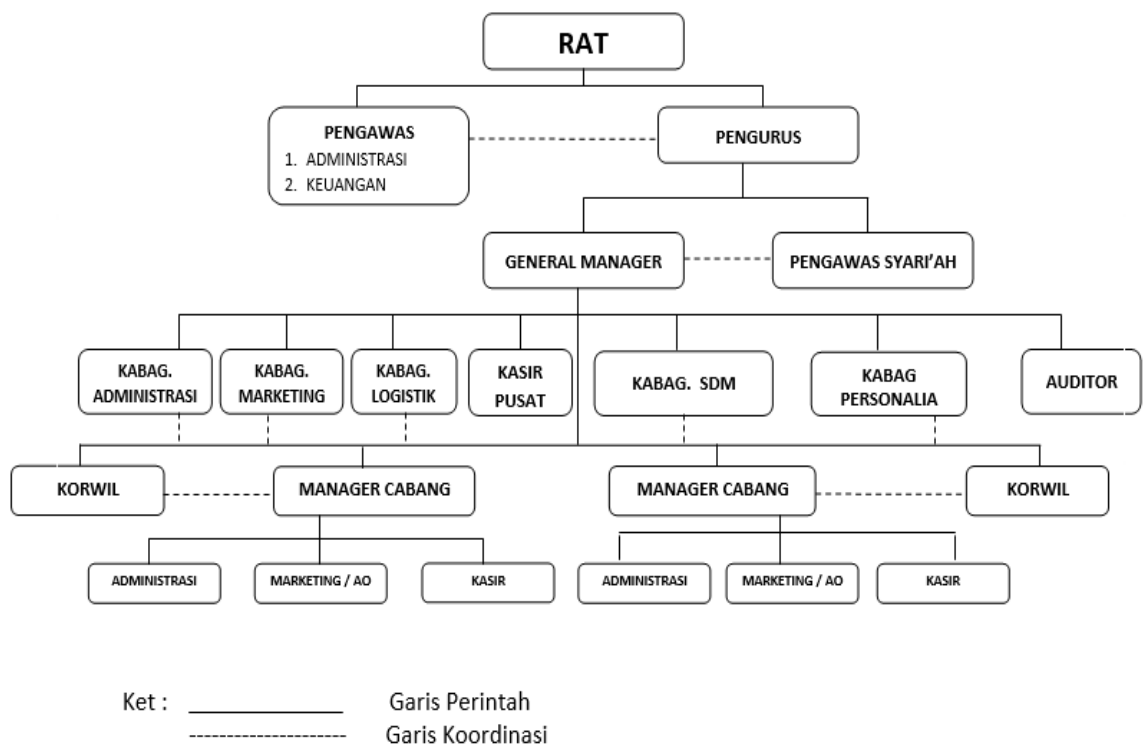 RAT
PENGAWAS
1. ADMINISTRASI
2. KEUANGAN
PENGURUS
GENERAL MANAGER
PENGAWAS SYARI'AH
KABAG.
ADMINISTRASI
KABAG.
MARKETING
KABAG.
LOGISTIK
KASIR
PUSAT
KABAG. SDM
KABAG
PERSONALIA
AUDITOR
KORWIL
MANAGER CABANG
MANAGER CABANG
KORWIL
ADMINISTRASI
MARKETING / AO
KASIR
ADMINISTRASI
MARKETING / AO
KASIR
Ket :
Garis Perintah
Garis Koordinasi